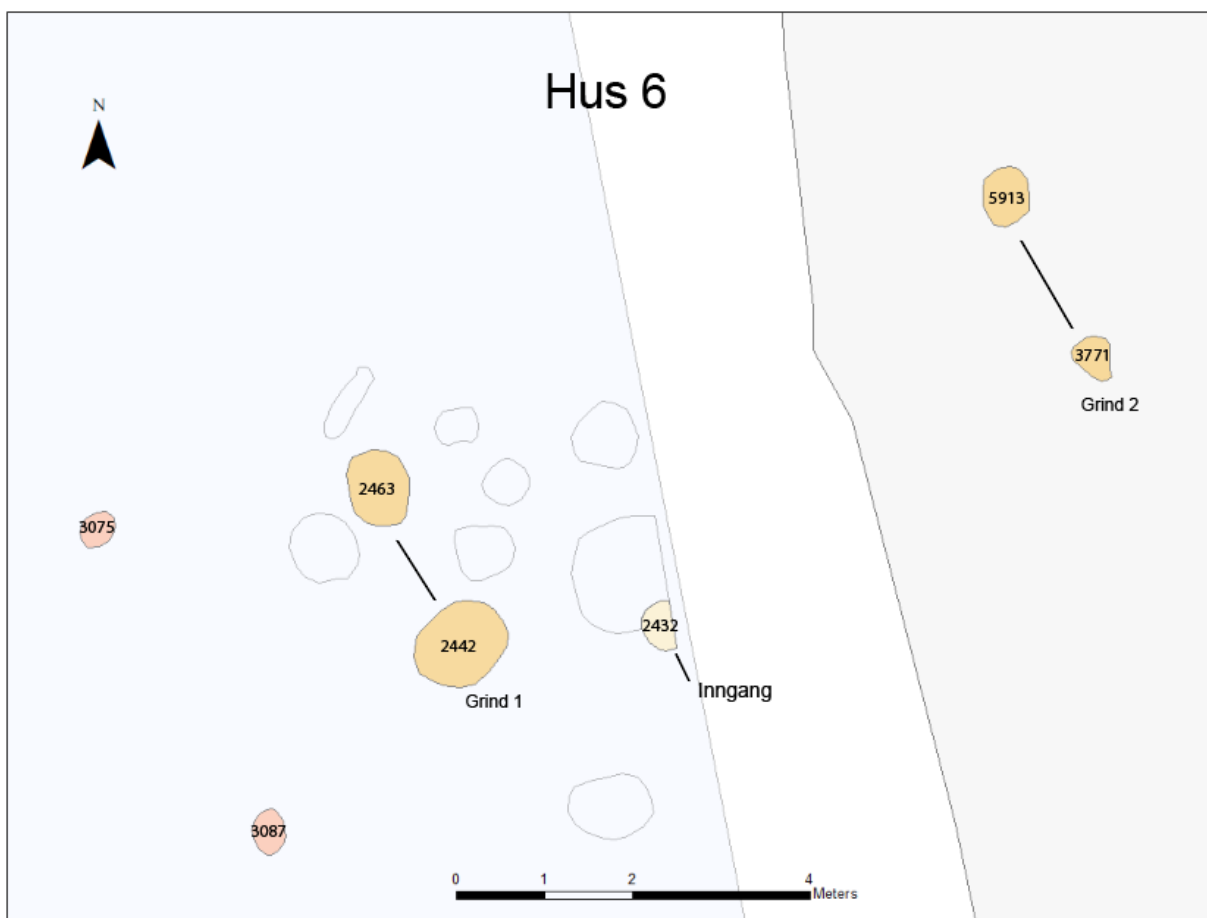 Hus 6
N
5913
3771
Grind 2
2463
3075
2442
2432
Grind 1
Inngang
3087
0 1 2 4
Meters